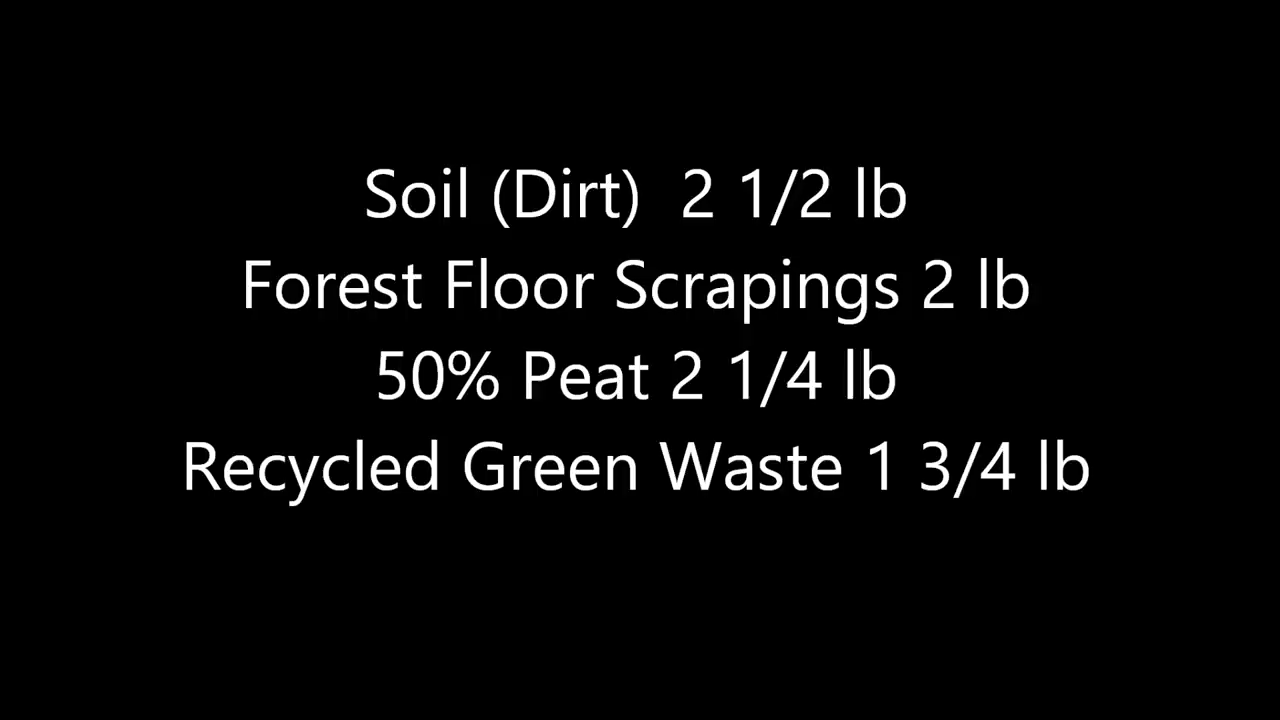 Soil (Dirt)  2 1/2 lb
Forest Floor Scrapings 2 lb
50% Peat 2 1/4 lb
Recycled Green Waste 1 3/4 lb